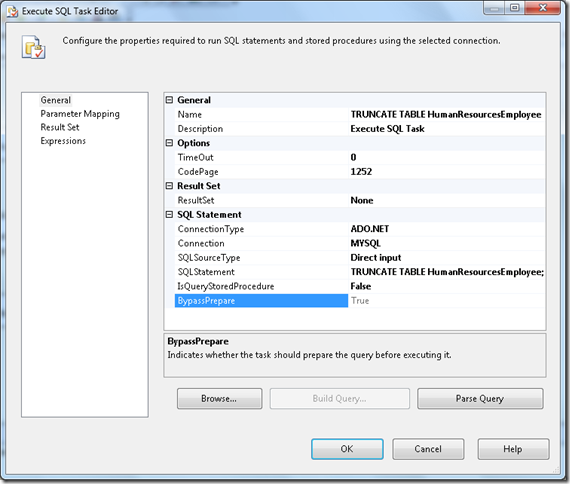 Execute SQL Task Editor
Configure the properties required to run SQL statements and stored procedures using the selected connection.
General
Parameter Mapping
Result Set
Expressions
General
Name TRUNCATE TABLE HumanResourcesEmployee
Description Execute SQL Task
Options
TimeOut 0
CodePage 1252
Result Set
ResultSet None
SQL Statement
ConnectionType ADO.NET
Connection MYSQL
SQLSourceType Direct input
SQLStatement TRUNCATE TABLE HumanResourcesEmployee;
IsQueryStoredProcedure False
BypassPrepare True
BypassPrepare
Indicates whether the task should prepare the query before executing it.
Browse... Build Query... Parse Query
OK Cancel Help